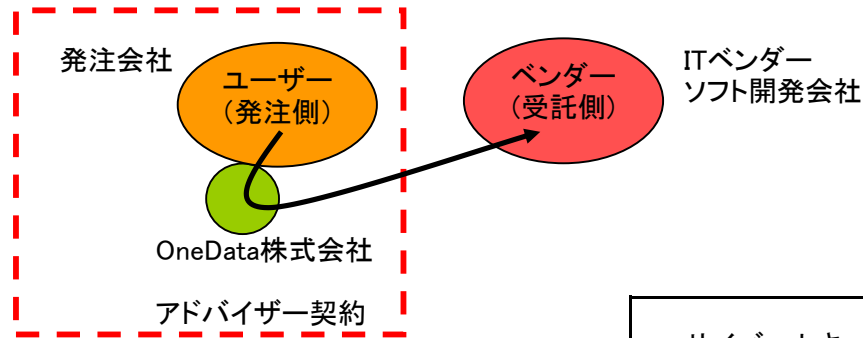 発注会社
ユーザー
（発注側）
ベンダー
（受託側）
ITベンダー
ソフト開発会社
OneData株式会社
アドバイザー契約